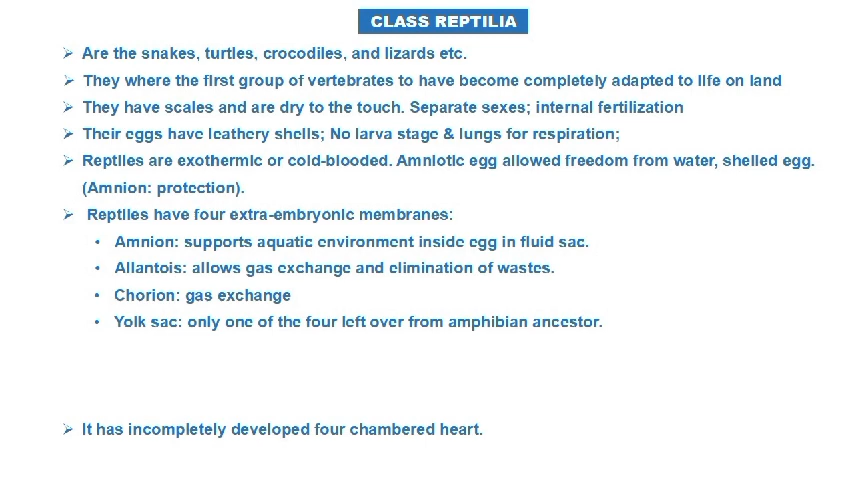 CLASS REPTILIA
➢ Are the snakes, turtles, crocodiles, and lizards etc.
➢ They where the first group of vertebrates to have become completely adapted to life on land
➢ They have scales and are dry to the touch. Separate sexes; internal fertilization
➢ Their eggs have leathery shells; No larva stage & lungs for respiration;
➢ Reptiles are exothermic or cold-blooded. Amniotic egg allowed freedom from water, shelled egg.
(Amnion: protection).
➢ Reptiles have four extra-embryonic membranes:
• Amnion: supports aquatic environment inside egg in fluid sac.
• Allantois: allows gas exchange and elimination of wastes.
• Chorion: gas exchange
• Yolk sac: only one of the four left over from amphibian ancestor.
➢ It has incompletely developed four chambered heart.